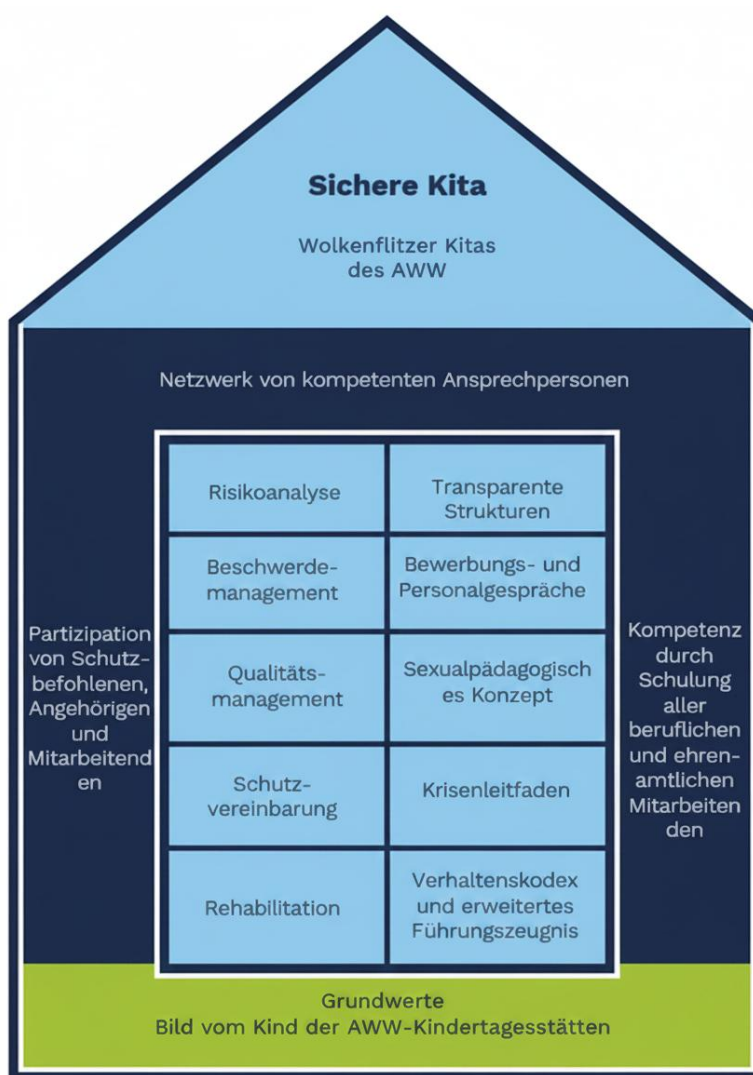 Sichere Kita
Wolkenflitzer Kitas
des AWW
Netzwerk von kompetenten Ansprechpersonen
Risikoanalyse
Transparente
Strukturen
Beschwerde-
management
Bewerbungs- und
Personalgespräche
Qualitäts-
management
Sexualpädagogisch
es Konzept
Schutz-
vereinbarung
Krisenleitfaden
Rehabilitation
Verhaltenskodex
und erweitertes
Führungszeugnis
Partizipation
von Schutz-
befohlenen,
Angehörigen
und
Mitarbeitend
en
Kompetenz
durch
Schulung
aller
beruflichen
und ehren-
amtlichen
Mitarbeiten
den
Grundwerte
Bild vom Kind der AWW-Kindertagesstätten